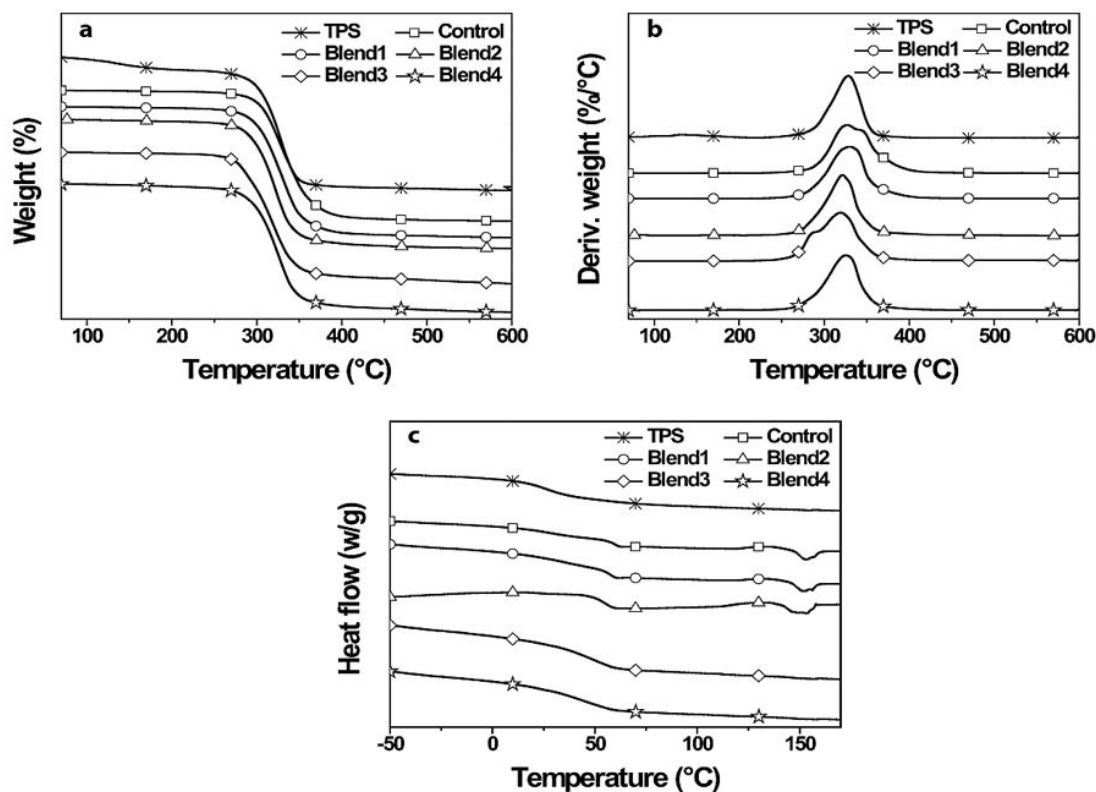 a
TPS Control
Blend1 Blend2
Blend3 Blend4
Weight (%)
100 200 300 400 500 600
Temperature (°C)
b
TPS Control
Blend1 Blend2
Blend3 Blend4
Deriv. weight (%/°C)
100 200 300 400 500 600
Temperature (°C)
c
TPS Control
Blend1 Blend2
Blend3 Blend4
Heat flow (w/g)
-50 0 50 100 150
Temperature (°C)